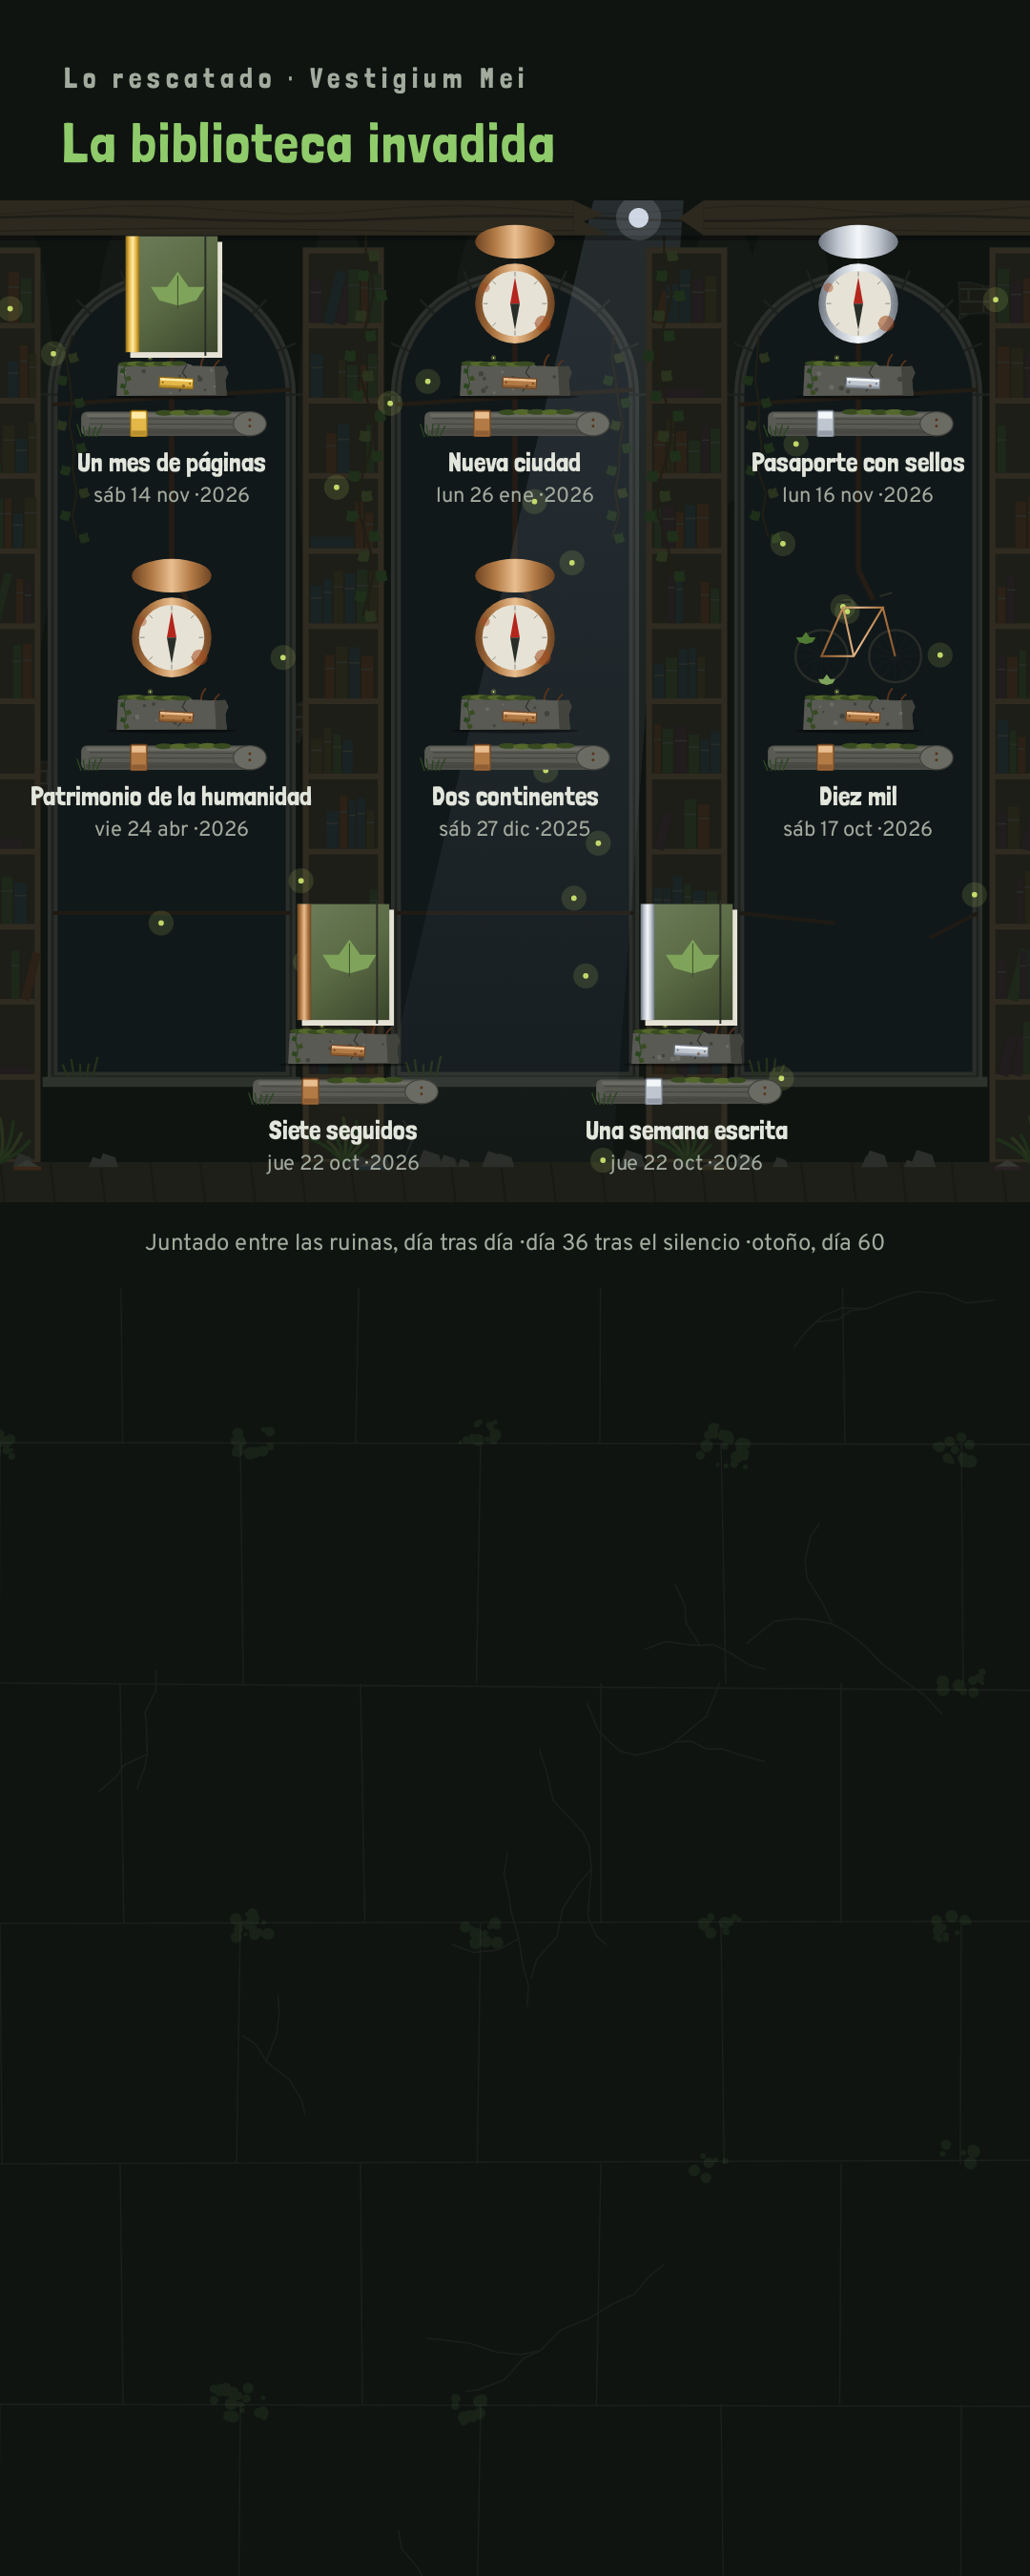 Lo rescatado · Vestigium Mei
La biblioteca invadida
Un mes de páginas
sáb 14 nov ·2026
Nueva ciudad
lun 26 ene ·2026
Pasaporte con sellos
lun 16 nov ·2026
Patrimonio de la humanidad
vie 24 abr ·2026
Dos continentes
sáb 27 dic ·2025
Diez mil
sáb 17 oct ·2026
Siete seguidos
jue 22 oct ·2026
Una semana escrita
jue 22 oct ·2026
Juntado entre las ruinas, día tras día ·día 36 tras el silencio ·otoño, día 60